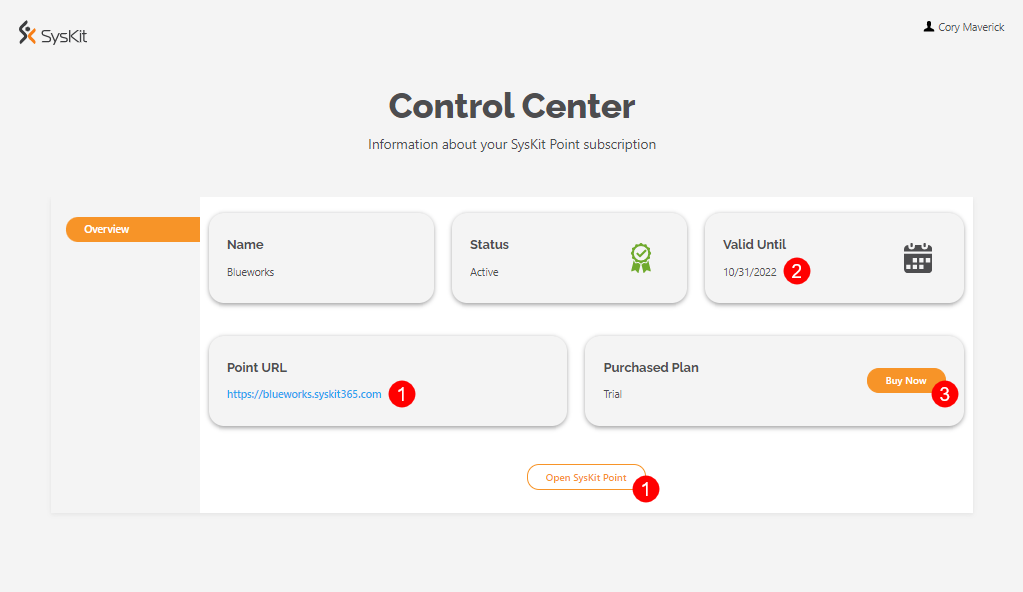 SysKit
Cory Maverick
Control Center
Information about your SysKit Point subscription
Overview
Name
Blueworks
Status
Active
Valid Until
10/31/2022
2
Point URL
https://blueworks.syskit365.com
1
Purchased Plan
Trial
Buy Now
3
Open SysKit Point
1